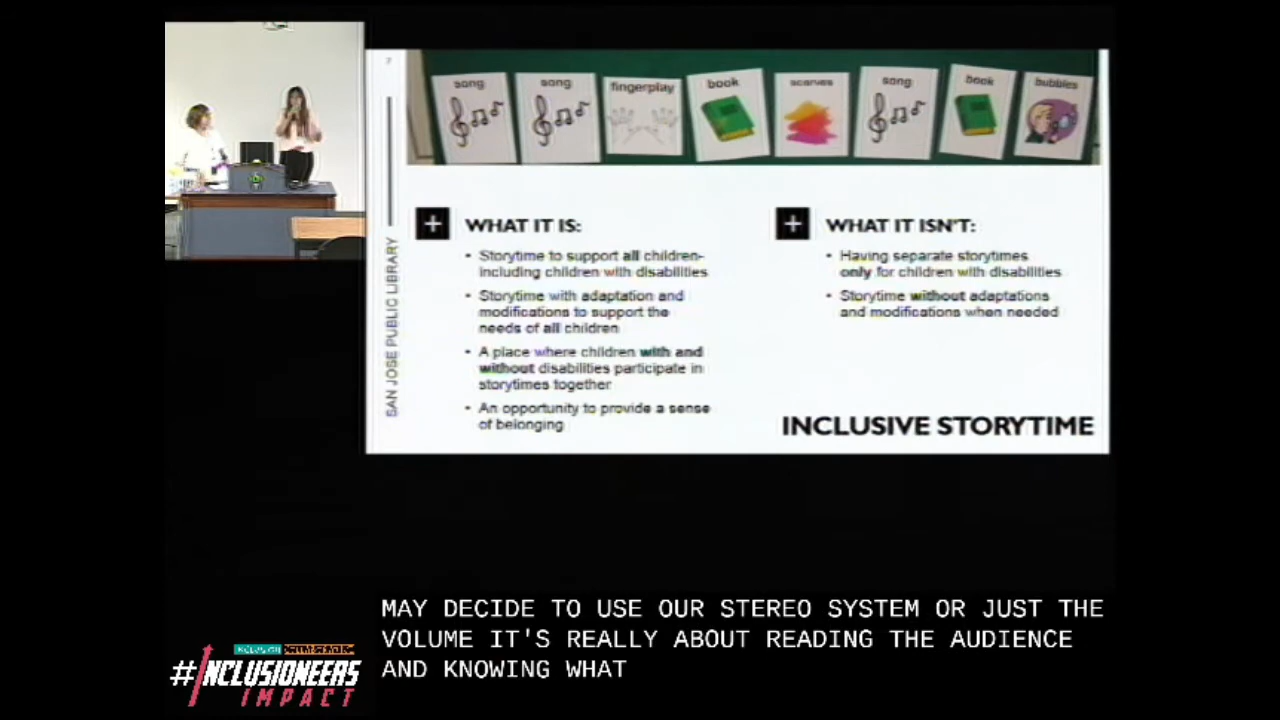 7
song
song
fingerplay
book
scarves
song
book
bubbles
SAN JOSE PUBLIC LIBRARY
+ WHAT IT IS:
• Storytime to support all children-
including children with disabilities
• Storytime with adaptation and
modifications to support the
needs of all children
• A place where children with and
without disabilities participate in
storytimes together
• An opportunity to provide a sense
of belonging
+ WHAT IT ISN'T:
• Having separate storytimes
only for children with disabilities
• Storytime without adaptations
and modifications when needed
INCLUSIVE STORYTIME
MAY DECIDE TO USE OUR STEREO SYSTEM OR JUST THE
VOLUME IT'S REALLY ABOUT READING THE AUDIENCE
AND KNOWING WHAT
#INCLUSIONEERS
IMPACT